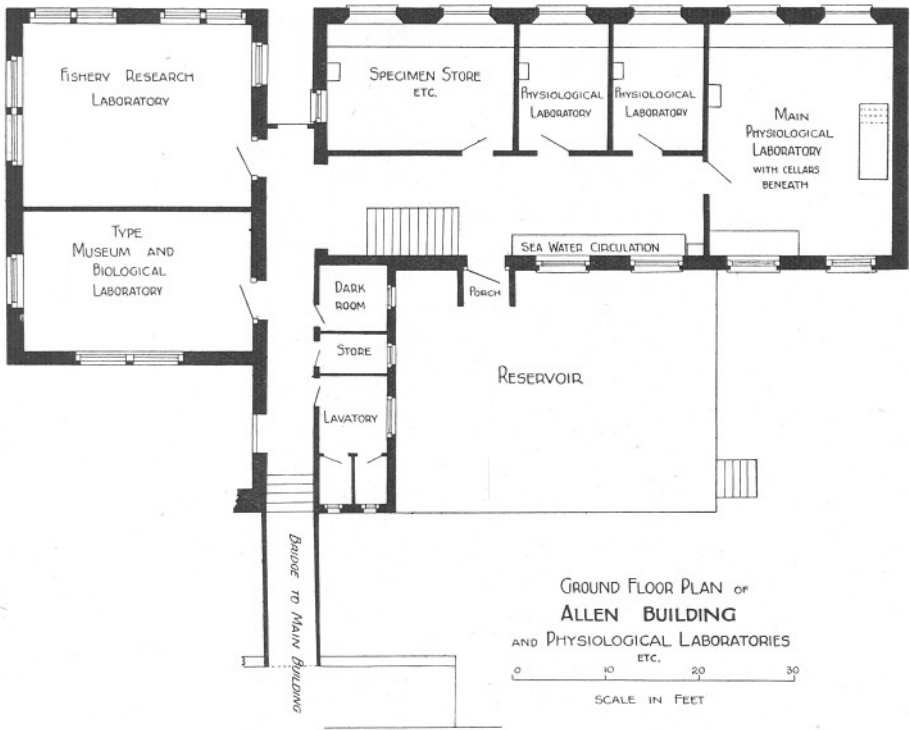 FISHERY RESEARCH
LABORATORY
SPECIMEN STORE
ETC.
PHYSIOLOGICAL
LABORATORY
PHYSIOLOGICAL
LABORATORY
MAIN
PHYSIOLOGICAL
LABORATORY
WITH CELLARS
BENEATH
TYPE
MUSEUM AND
BIOLOGICAL
LABORATORY
SEA WATER CIRCULATION
DARK
ROOM
PORCH
STORE
RESERVOIR
LAVATORY
BRIDGE TO MAIN BUILDING
GROUND FLOOR PLAN OF
ALLEN BUILDING
AND PHYSIOLOGICAL LABORATORIES
ETC.
0 10 20 30
SCALE IN FEET